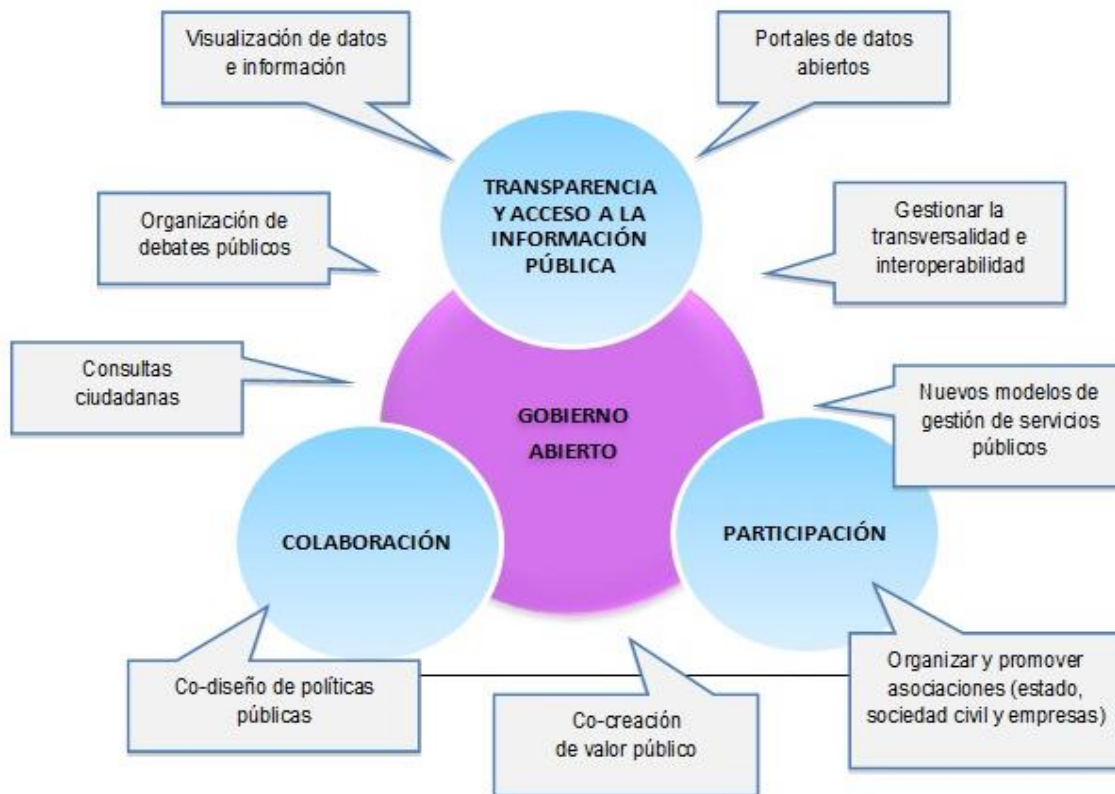 Visualización de datos
e información
Portales de datos
abiertos
TRANSPARENCIA
Y ACCESO A LA
INFORMACIÓN
PÚBLICA
Organización de
debates públicos
Gestionar la
transversalidad e
interoperabilidad
Consultas
ciudadanas
Nuevos modelos de
gestión de servicios
públicos
GOBIERNO
ABIERTO
COLABORACIÓN
PARTICIPACIÓN
Co-diseño de políticas
públicas
Co-creación
de valor público
Organizar y promover
asociaciones (estado,
sociedad civil y empresas)